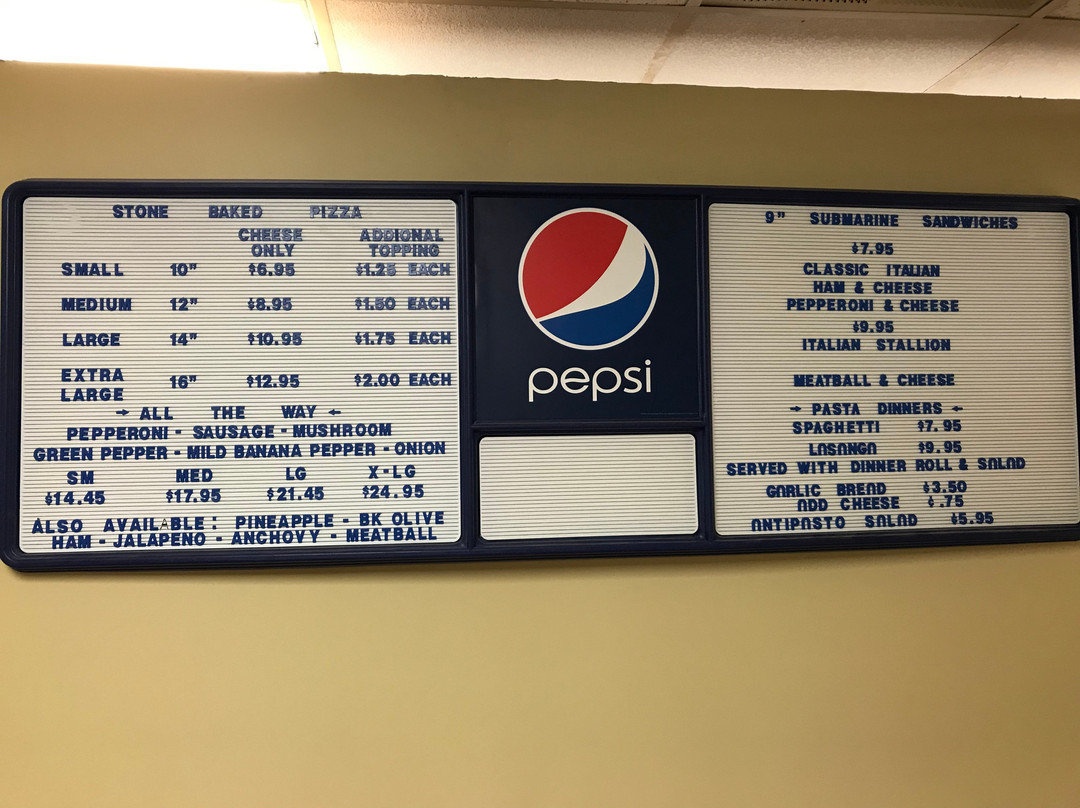 STONE BAKED PIZZA
CHEESE ONLY ADDIONAL TOPPING
SMALL 10" $6.95 $1.25 EACH
MEDIUM 12" $8.95 $1.50 EACH
LARGE 14" $10.95 $1.75 EACH
EXTRA LARGE 16" $12.95 $2.00 EACH
→ ALL THE WAY ←
PEPPERONI - SAUSAGE - MUSHROOM
GREEN PEPPER - MILD BANANA PEPPER - ONION
SM MED LG X-LG
$14.45 $17.95 $21.45 $24.95
ALSO AVAILABLE: PINEAPPLE - BK OLIVE
HAM - JALAPENO - ANCHOVY - MEATBALL
pepsi
9" SUBMARINE SANDWICHES
$7.95
CLASSIC ITALIAN
HAM & CHEESE
PEPPERONI & CHEESE
$9.95
ITALIAN STALLION
MEATBALL & CHEESE
→ PASTA DINNERS ←
SPAGHETTI $7.95
LASANGA $9.95
SERVED WITH DINNER ROLL & SALAD
GARLIC BREAD $3.50
ADD CHEESE $.75
ANTIPASTO SALAD $5.95